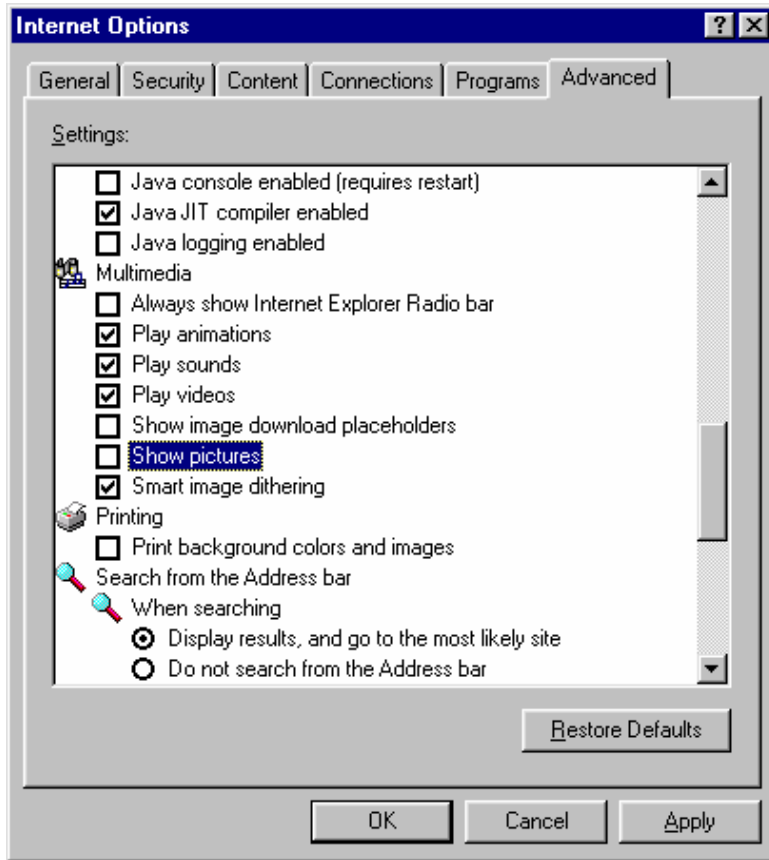 Internet Options
General Security Content Connections Programs Advanced
Settings:
Java console enabled (requires restart)
Java JIT compiler enabled
Java logging enabled
Multimedia
Always show Internet Explorer Radio bar
Play animations
Play sounds
Play videos
Show image download placeholders
Show pictures
Smart image dithering
Printing
Print background colors and images
Search from the Address bar
When searching
Display results, and go to the most likely site
Do not search from the Address bar
Restore Defaults
OK Cancel Apply